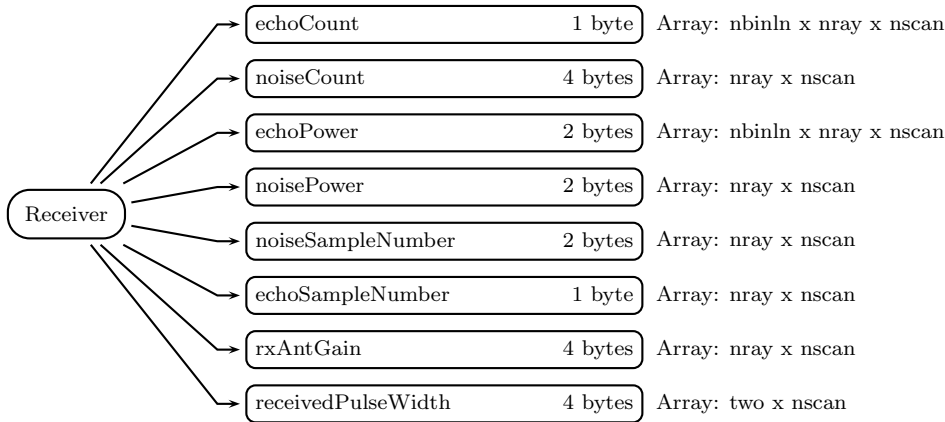 echoCount 1 byte Array: nbinln x nray x nscan
noiseCount 4 bytes Array: nray x nscan
echoPower 2 bytes Array: nbinln x nray x nscan
noisePower 2 bytes Array: nray x nscan
Receiver
noiseSampleNumber 2 bytes Array: nray x nscan
echoSampleNumber 1 byte Array: nray x nscan
rxAntGain 4 bytes Array: nray x nscan
receivedPulseWidth 4 bytes Array: two x nscan